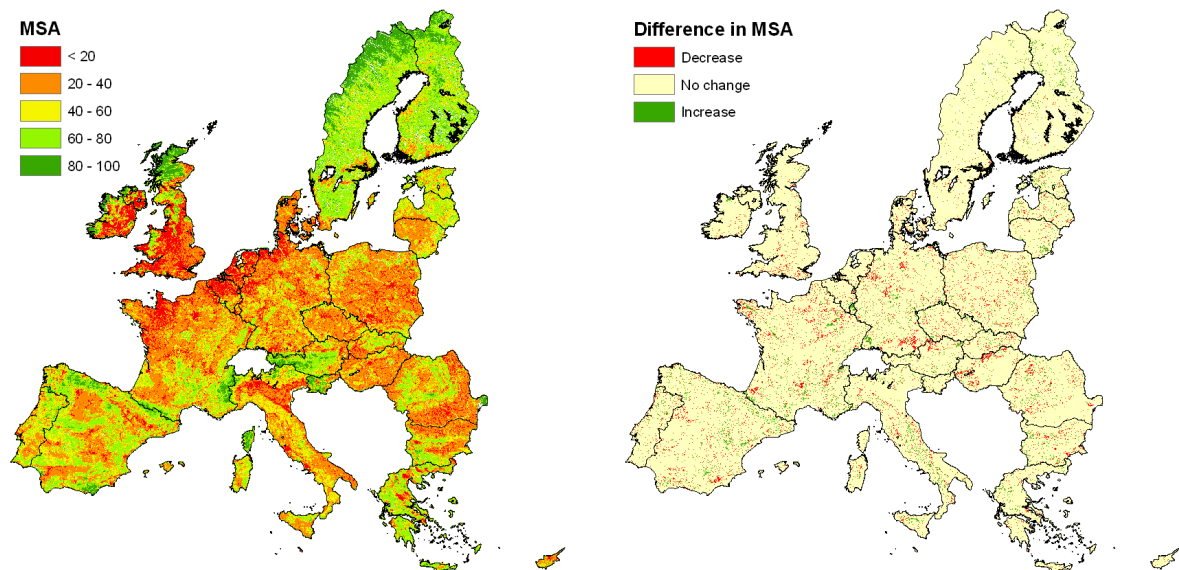 MSA
< 20
20 - 40
40 - 60
60 - 80
80 - 100
Difference in MSA
Decrease
No change
Increase